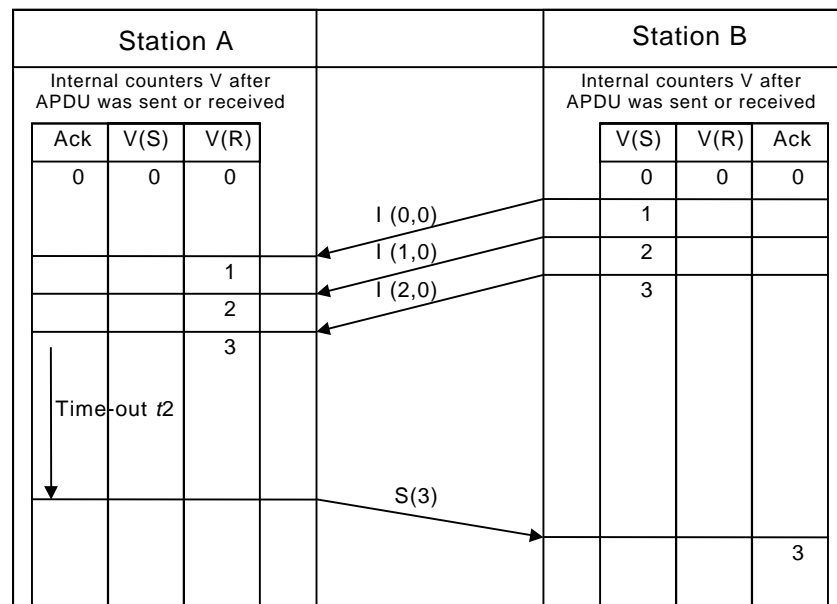 Station A
Station B
Internal counters V after
APDU was sent or received
Internal counters V after
APDU was sent or received
Ack V(S) V(R)
V(S) V(R) Ack
0 0 0
0 0 0
I (0,0)
1
I (1,0)
2
1
I (2,0)
3
2
3
Time-out t2
S(3)
3